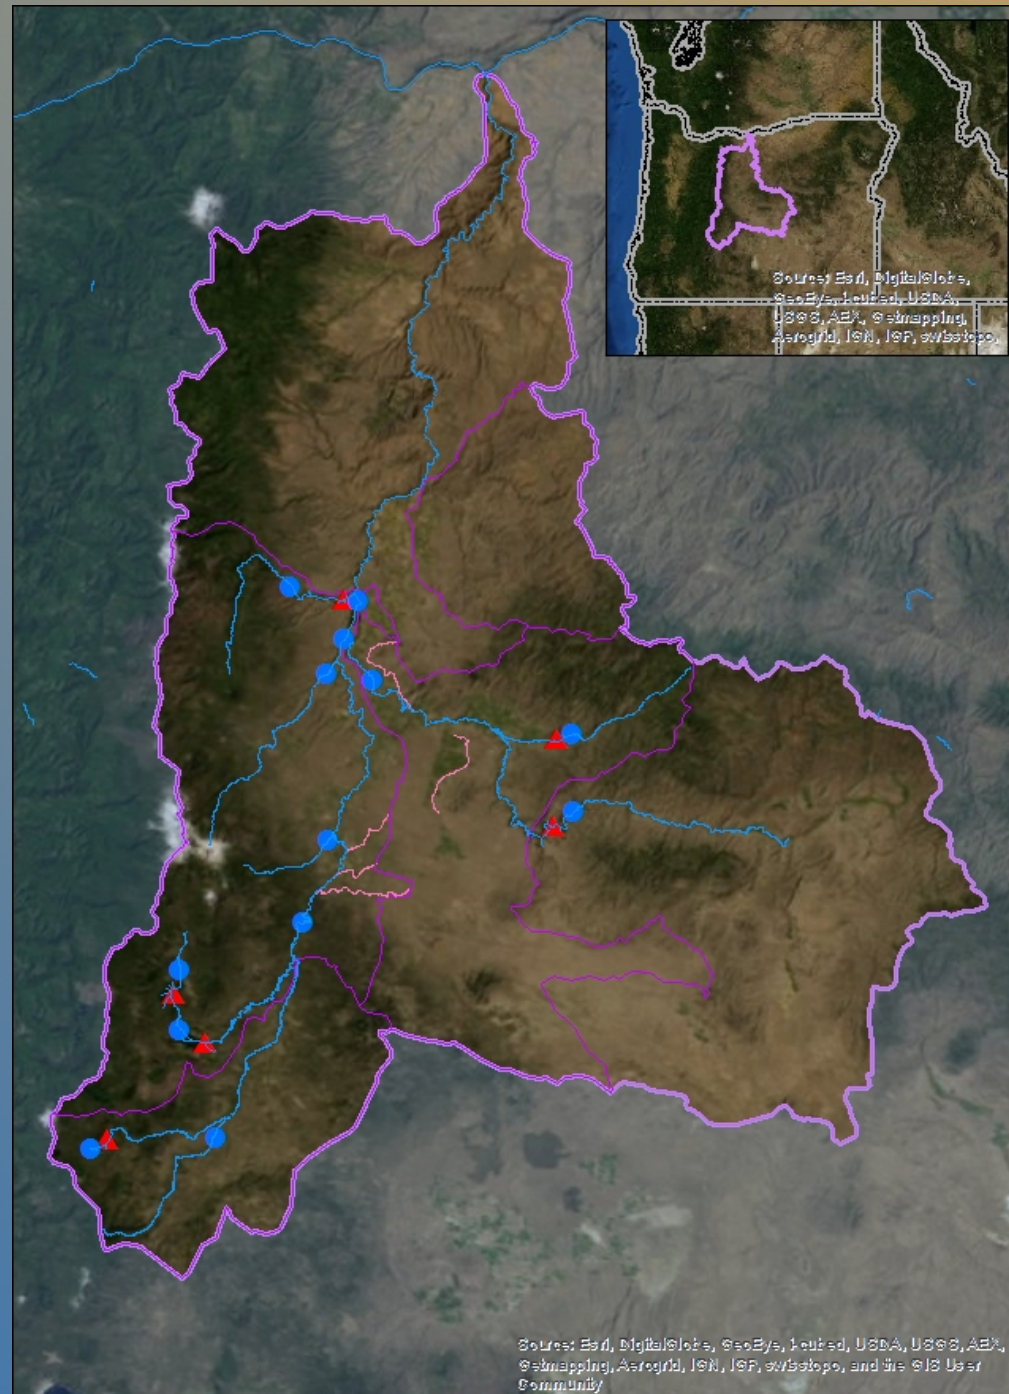 Source: Esri, DigitalGlobe,
GeoEye, i-cubed, USDA,
USGS, AEX, Getmapping,
Aerogrid, IGN, IGP, swisstopo,
Source: Esri, DigitalGlobe, GeoEye, i-cubed, USDA, USGS, AEX,
Getmapping, Aerogrid, IGN, IGP, swisstopo, and the GIS User
Community